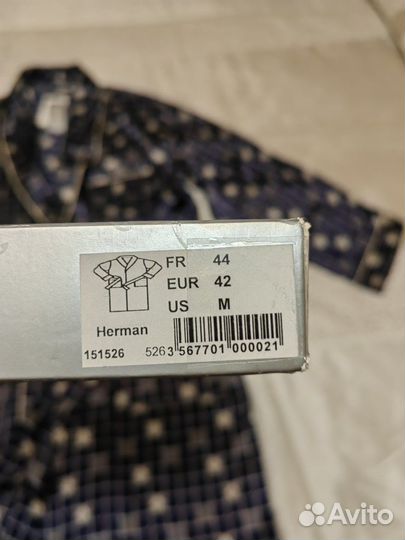 FR 44
EUR 42
US M
Herman
151526 5263 567701 000021
Avito